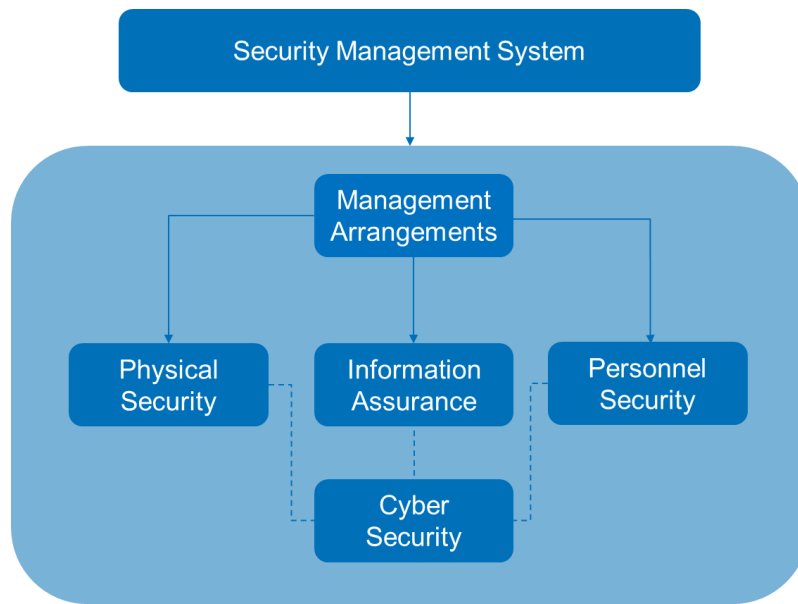 Security Management System
Management
Arrangements
Physical
Security
Information
Assurance
Personnel
Security
Cyber
Security